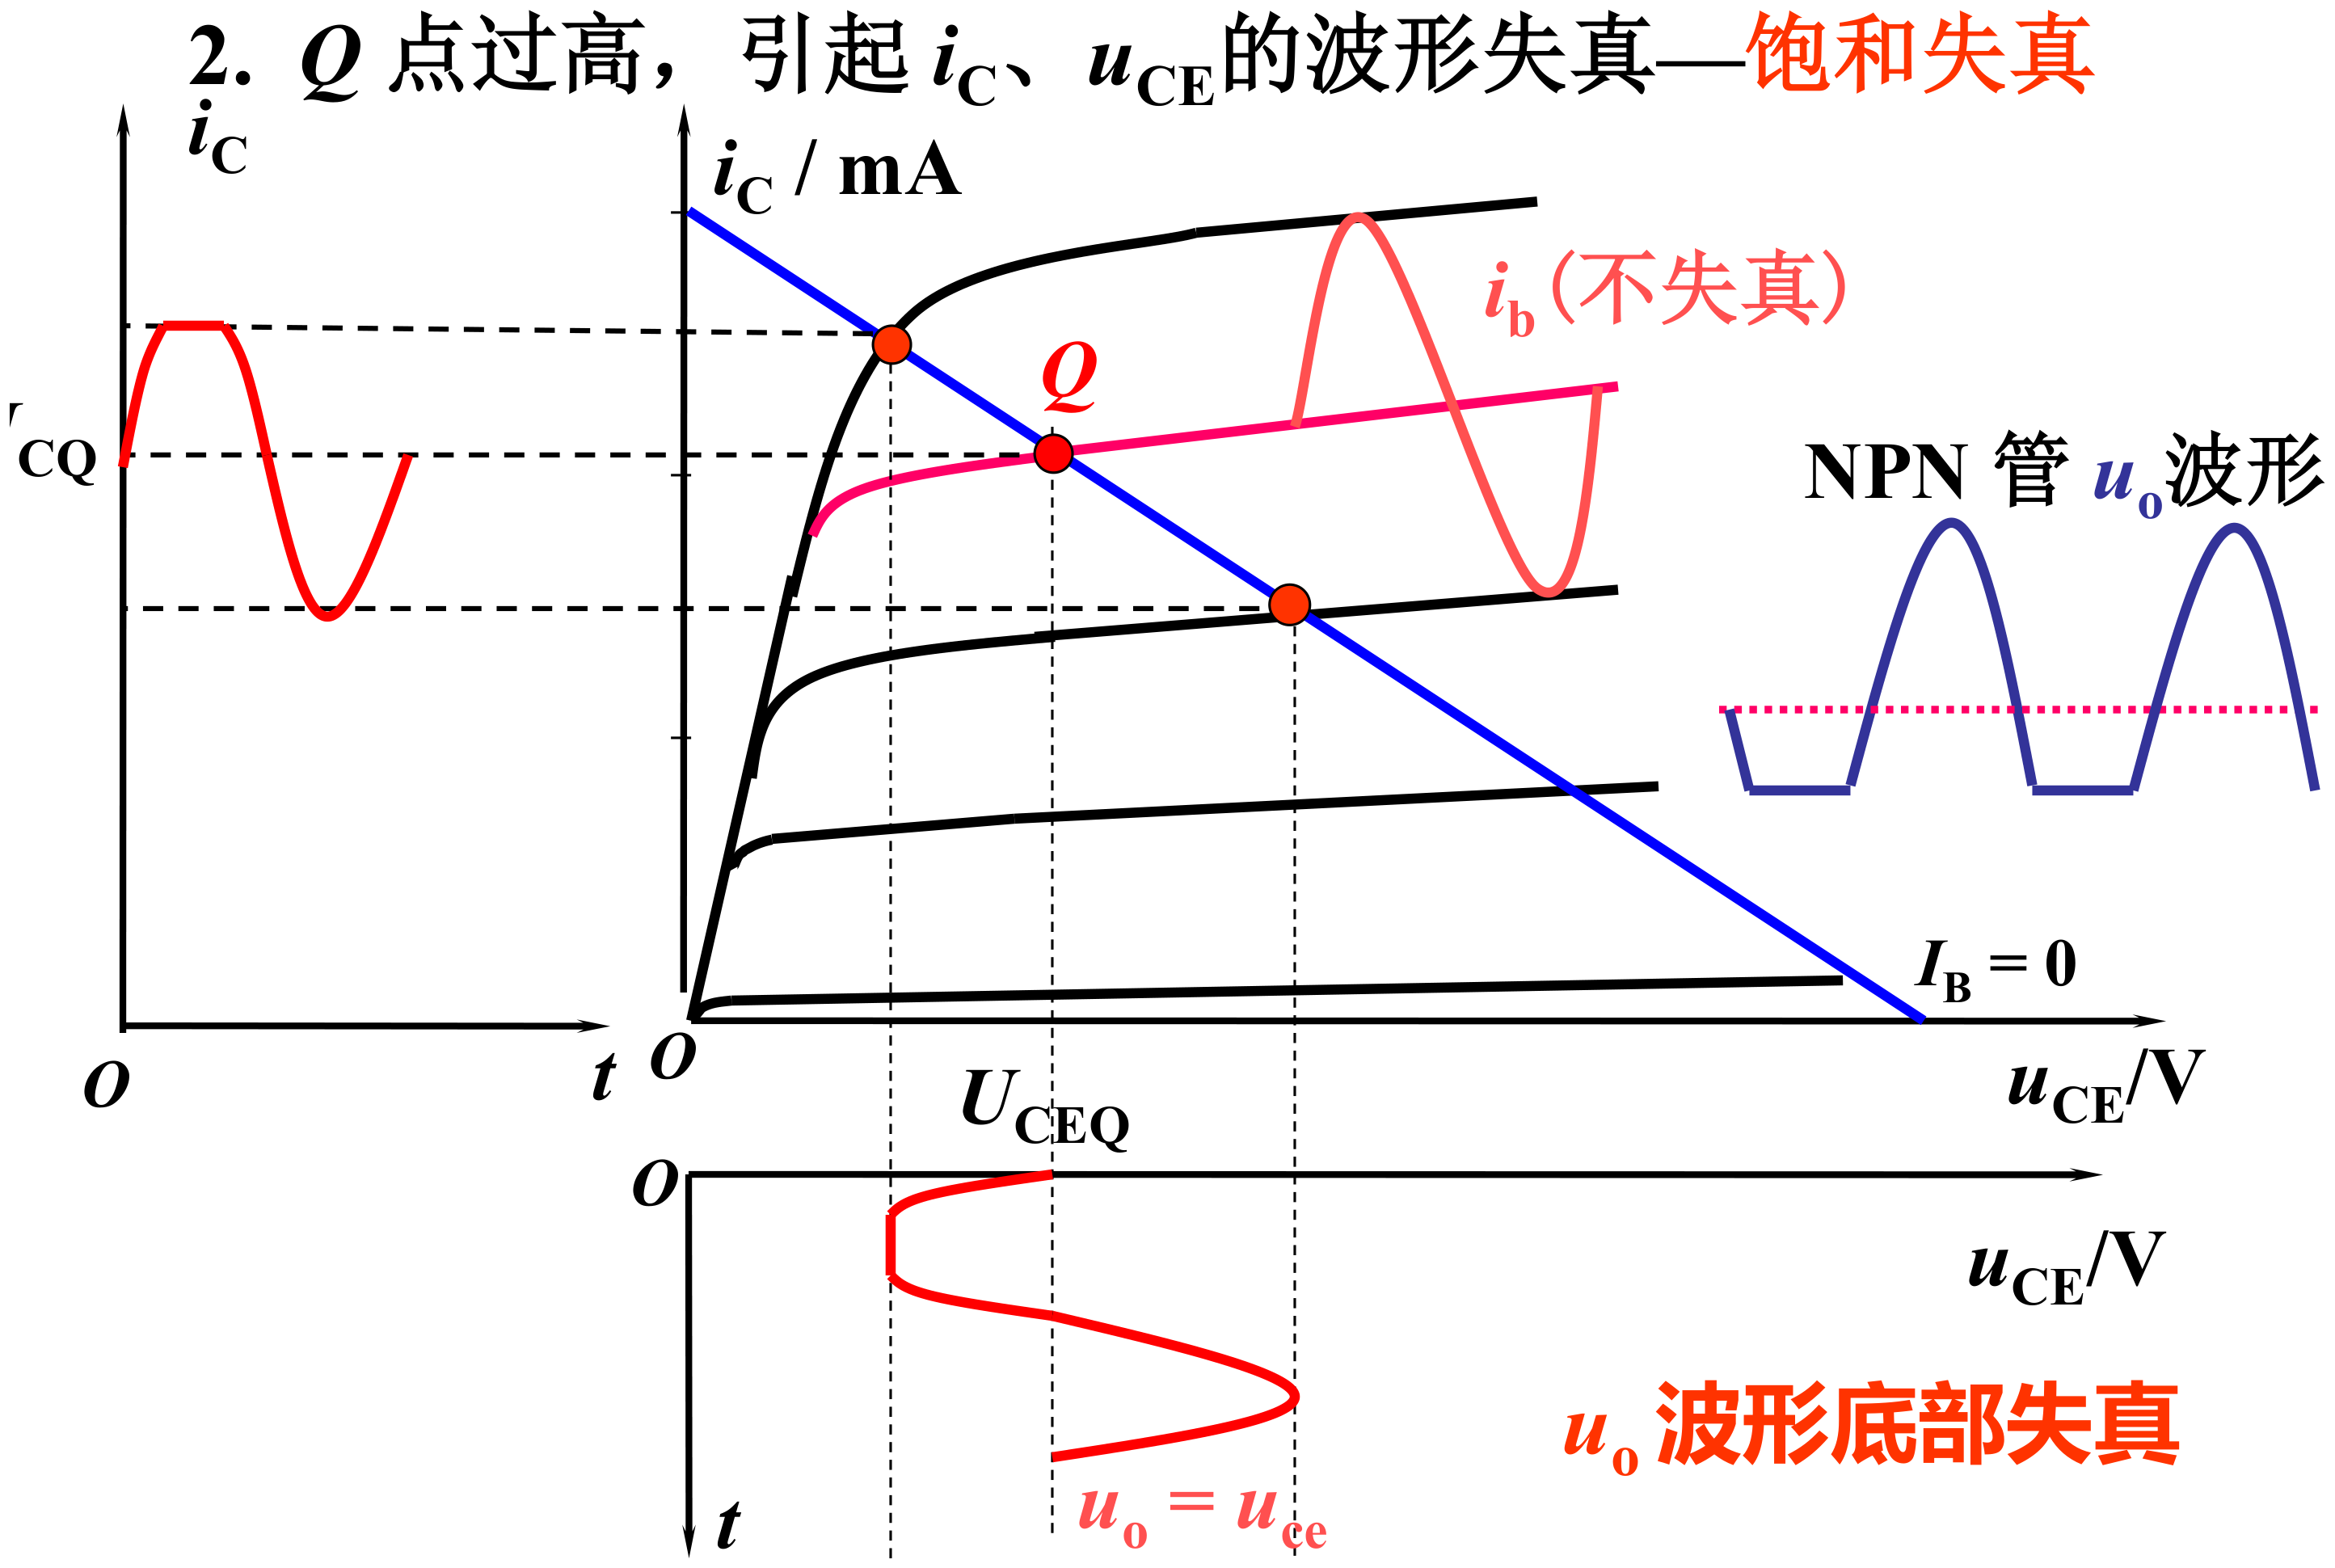 2. Q 点过高，引起 iC、uCE的波形失真—饱和失真
iC
iC / mA
ib (不失真)
Q
CQ
NPN 管 uo波形
IB = 0
O
t
O
UCEQ
uCE/V
O
uCE/V
uo 波形底部失真
uo = uce
t